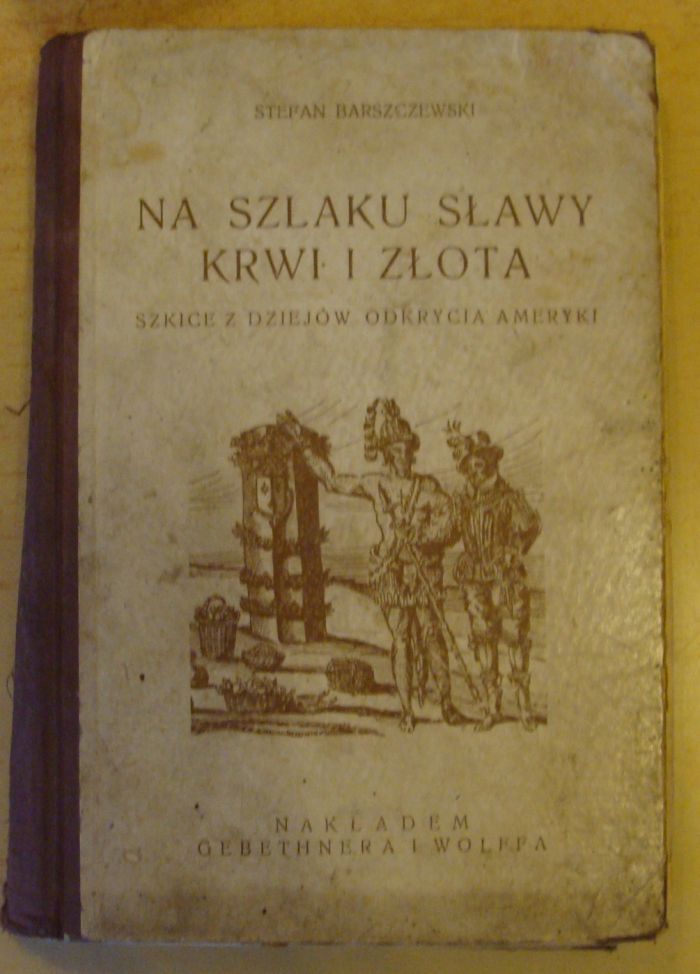 STEFAN BARSZCZEWSKI
NA SZLAKU SŁAWY
KRWI I ZŁOTA
SZKICE Z DZIEJÓW ODKRYCIA AMERYKI
NAKŁADEM
GEBETHNERA I WOLFFA